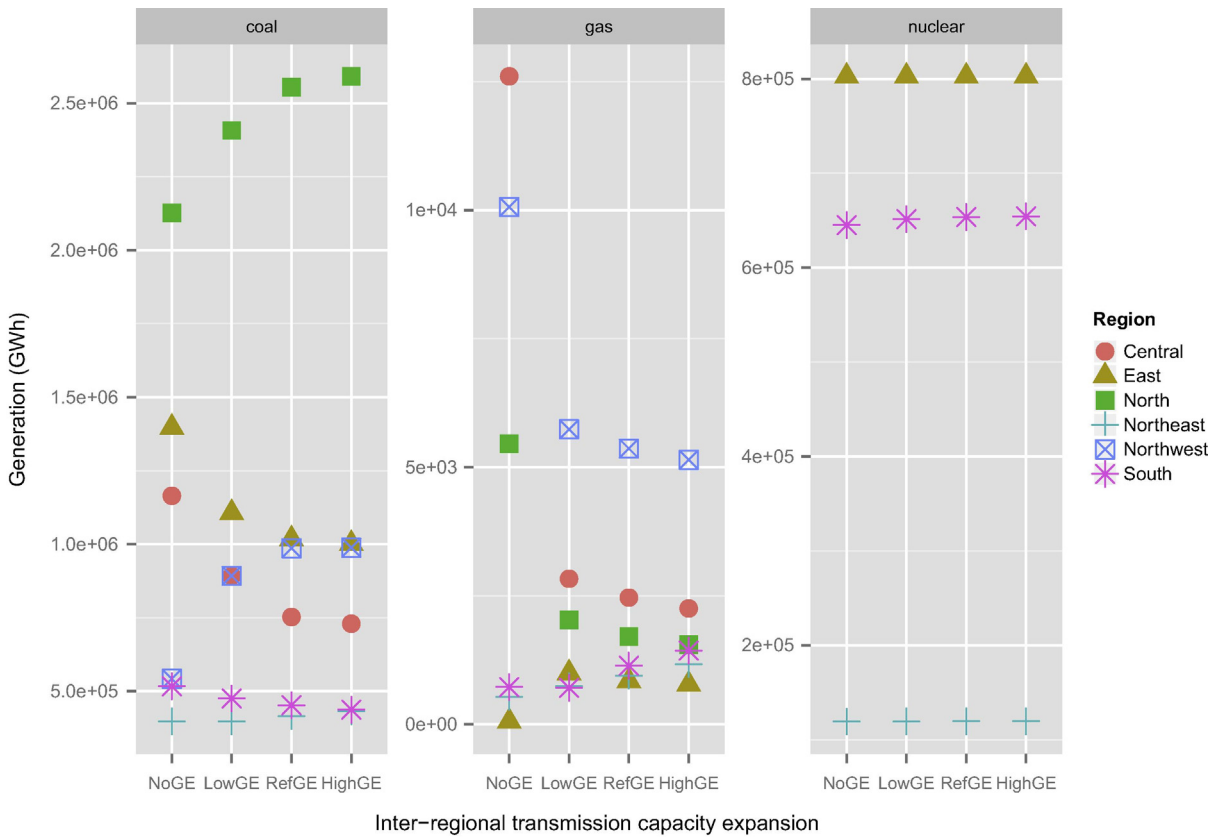 coal
gas
nuclear
Generation (GWh)
2.5e+06
2.0e+06
1.5e+06
1.0e+06
5.0e+05
1e+04
5e+03
0e+00
8e+05
6e+05
4e+05
2e+05
NoGE LowGE RefGE HighGE
NoGE LowGE RefGE HighGE
NoGE LowGE RefGE HighGE
Inter−regional transmission capacity expansion
Region
Central
East
North
Northeast
Northwest
South